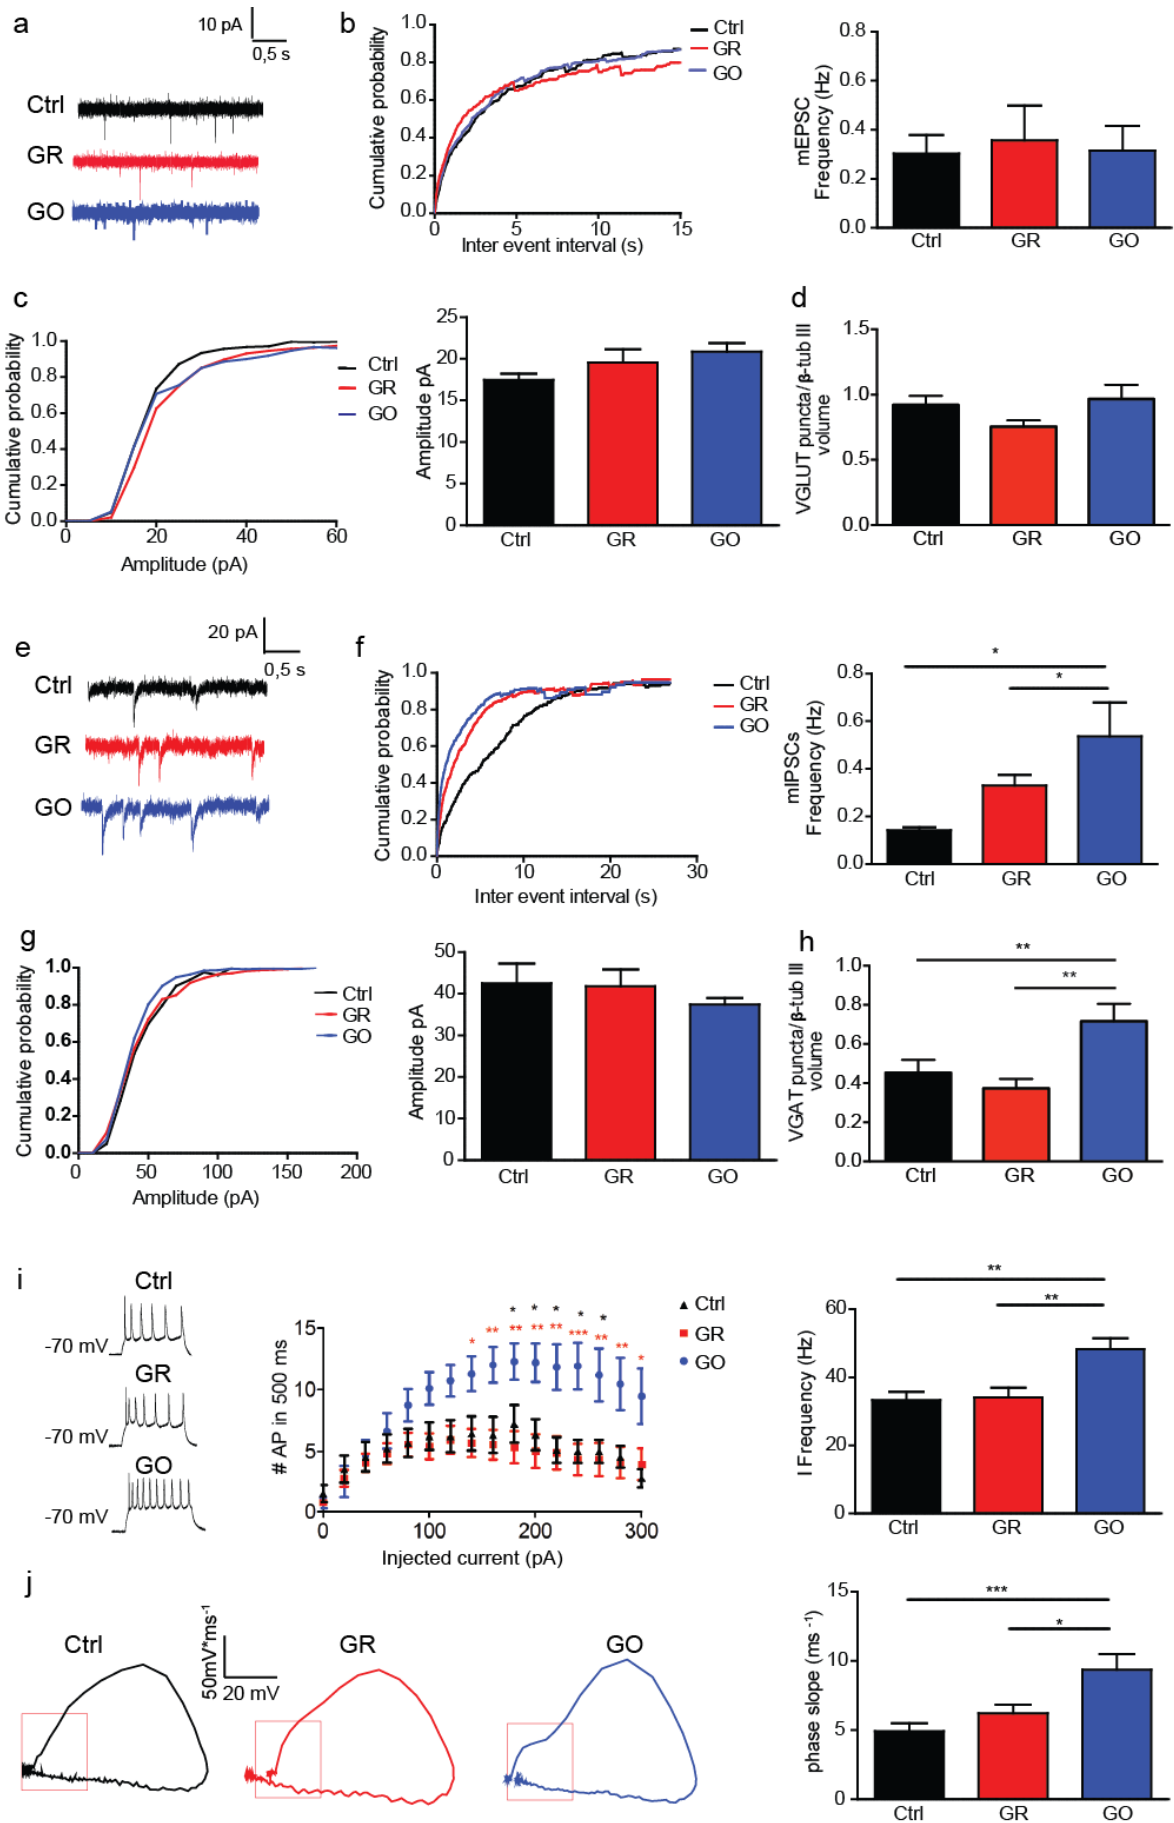 a
10 pA
0,5 s
Ctrl
GR
GO
b
Cumulative probability
1.0
0.8
0.6
0.4
0.2
0.0
0
5
10
15
Inter event interval (s)
Ctrl
GR
GO
mEPSC
Frequency (Hz)
0.8
0.6
0.4
0.2
0.0
Ctrl
GR
GO
c
Cumulative probability
1.0
0.8
0.6
0.4
0.2
0.0
0
20
40
60
Amplitude (pA)
Ctrl
GR
GO
Amplitude pA
25
20
15
10
5
0
Ctrl
GR
GO
d
VGLUT puncta/β-tub III
volume
1.5
1.0
0.5
0.0
Ctrl
GR
GO
e
20 pA
0,5 s
Ctrl
GR
GO
f
Cumulative probability
1.0
0.8
0.6
0.4
0.2
0.0
0
10
20
30
Inter event interval (s)
Ctrl
GR
GO
mIPSCs
Frequency (Hz)
0.8
0.6
0.4
0.2
0.0
*
*
Ctrl
GR
GO
g
Cumulative probability
1.0
0.8
0.6
0.4
0.2
0.0
0
50
100
150
200
Amplitude (pA)
Ctrl
GR
GO
Amplitude pA
50
40
30
20
10
0
Ctrl
GR
GO
h
VGAT puncta/β-tub III
volume
1.0
0.8
0.6
0.4
0.2
0.0
**
**
Ctrl
GR
GO
i
Ctrl
-70 mV
GR
-70 mV
GO
-70 mV
# AP in 500 ms
15
10
5
0
* * * * *
* ** ** ** ** *** ** ** *
0
100
200
300
Injected current (pA)
Ctrl
GR
GO
I Frequency (Hz)
60
40
20
0
**
**
Ctrl
GR
GO
j
Ctrl
50mV*ms⁻¹
20 mV
GR
GO
phase slope (ms ⁻¹)
15
10
5
0
***
*
Ctrl
GR
GO